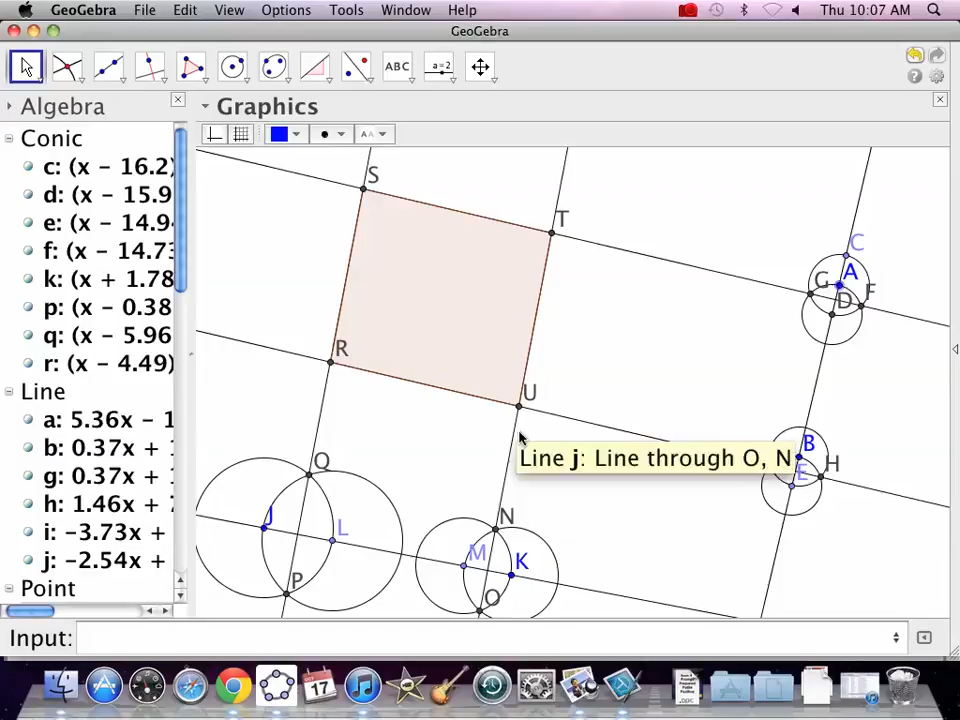 GeoGebra File Edit View Options Tools Window Help Thu 10:07 AM
GeoGebra
ABC
a=2
Algebra
Graphics
A A
Conic
c: (x − 16.2)
d: (x − 15.9
e: (x − 14.94
f: (x − 14.73
k: (x + 1.78
p: (x − 0.38
q: (x − 5.96
r: (x − 4.49)
Line
a: 5.36x − 1
b: 0.37x +
g: 0.37x +
h: 1.46x +
i: −3.73x +
j: −2.54x +
Point
S
T
C
A
G
F
D
R
U
Line j: Line through O, N
B
E
H
Q
J
L
N
M
K
P
O
Input:
17